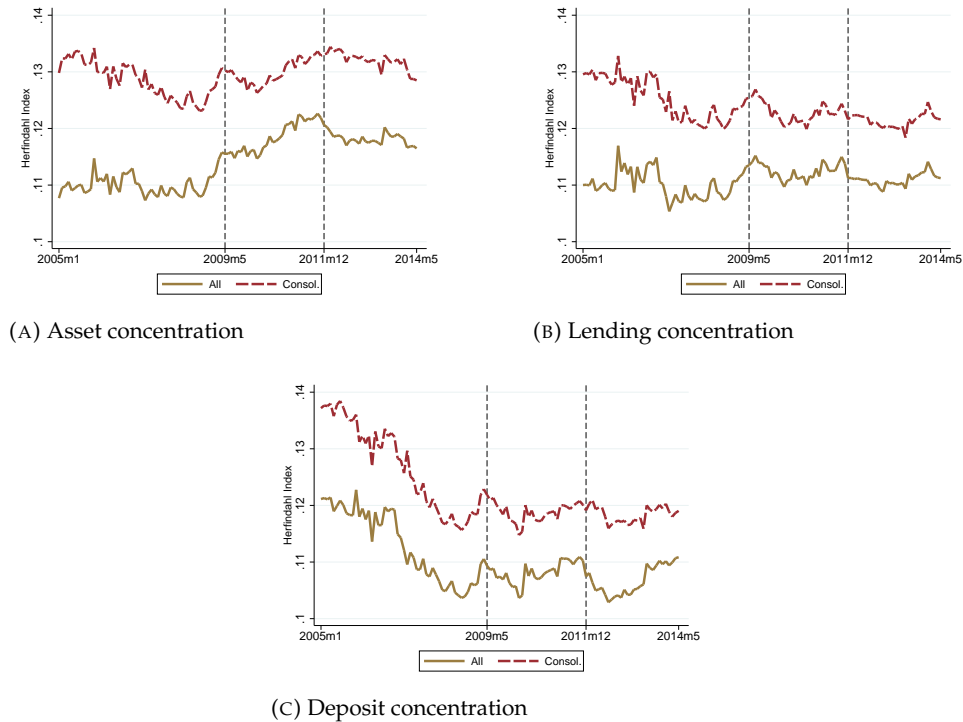 .14
.13
.12
.11
.1
Herfindahl Index
2005m1 2009m5 2011m12 2014m5
All Consol.
(A) Asset concentration
.14
.13
.12
.11
.1
Herfindahl Index
2005m1 2009m5 2011m12 2014m5
All Consol.
(B) Lending concentration
.14
.13
.12
.11
.1
Herfindahl Index
2005m1 2009m5 2011m12 2014m5
All Consol.
(C) Deposit concentration